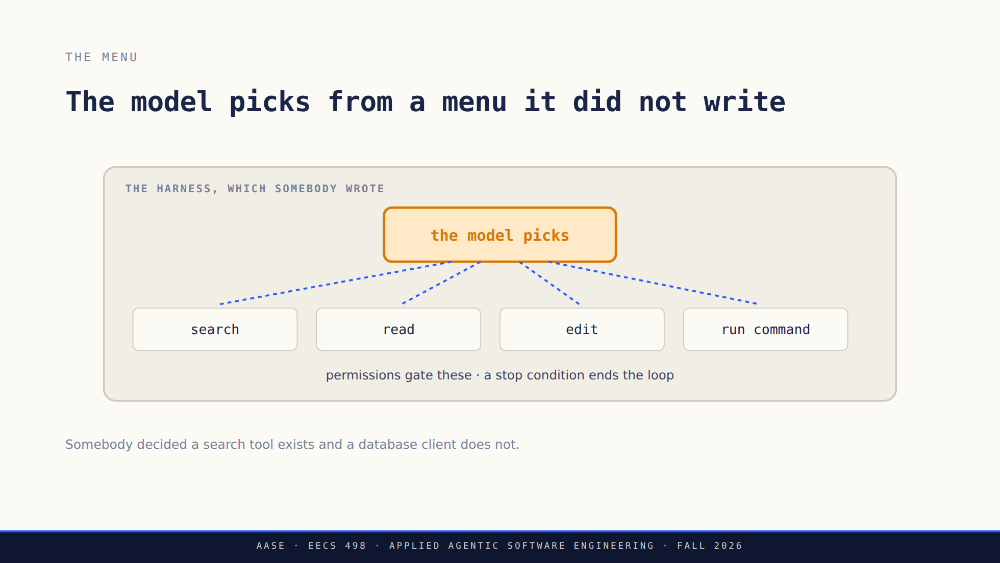 THE MENU
The model picks from a menu it did not write
THE HARNESS, WHICH SOMEBODY WROTE
the model picks
search
read
edit
run command
permissions gate these · a stop condition ends the loop
Somebody decided a search tool exists and a database client does not.
AASE · EECS 498 · APPLIED AGENTIC SOFTWARE ENGINEERING · FALL 2026